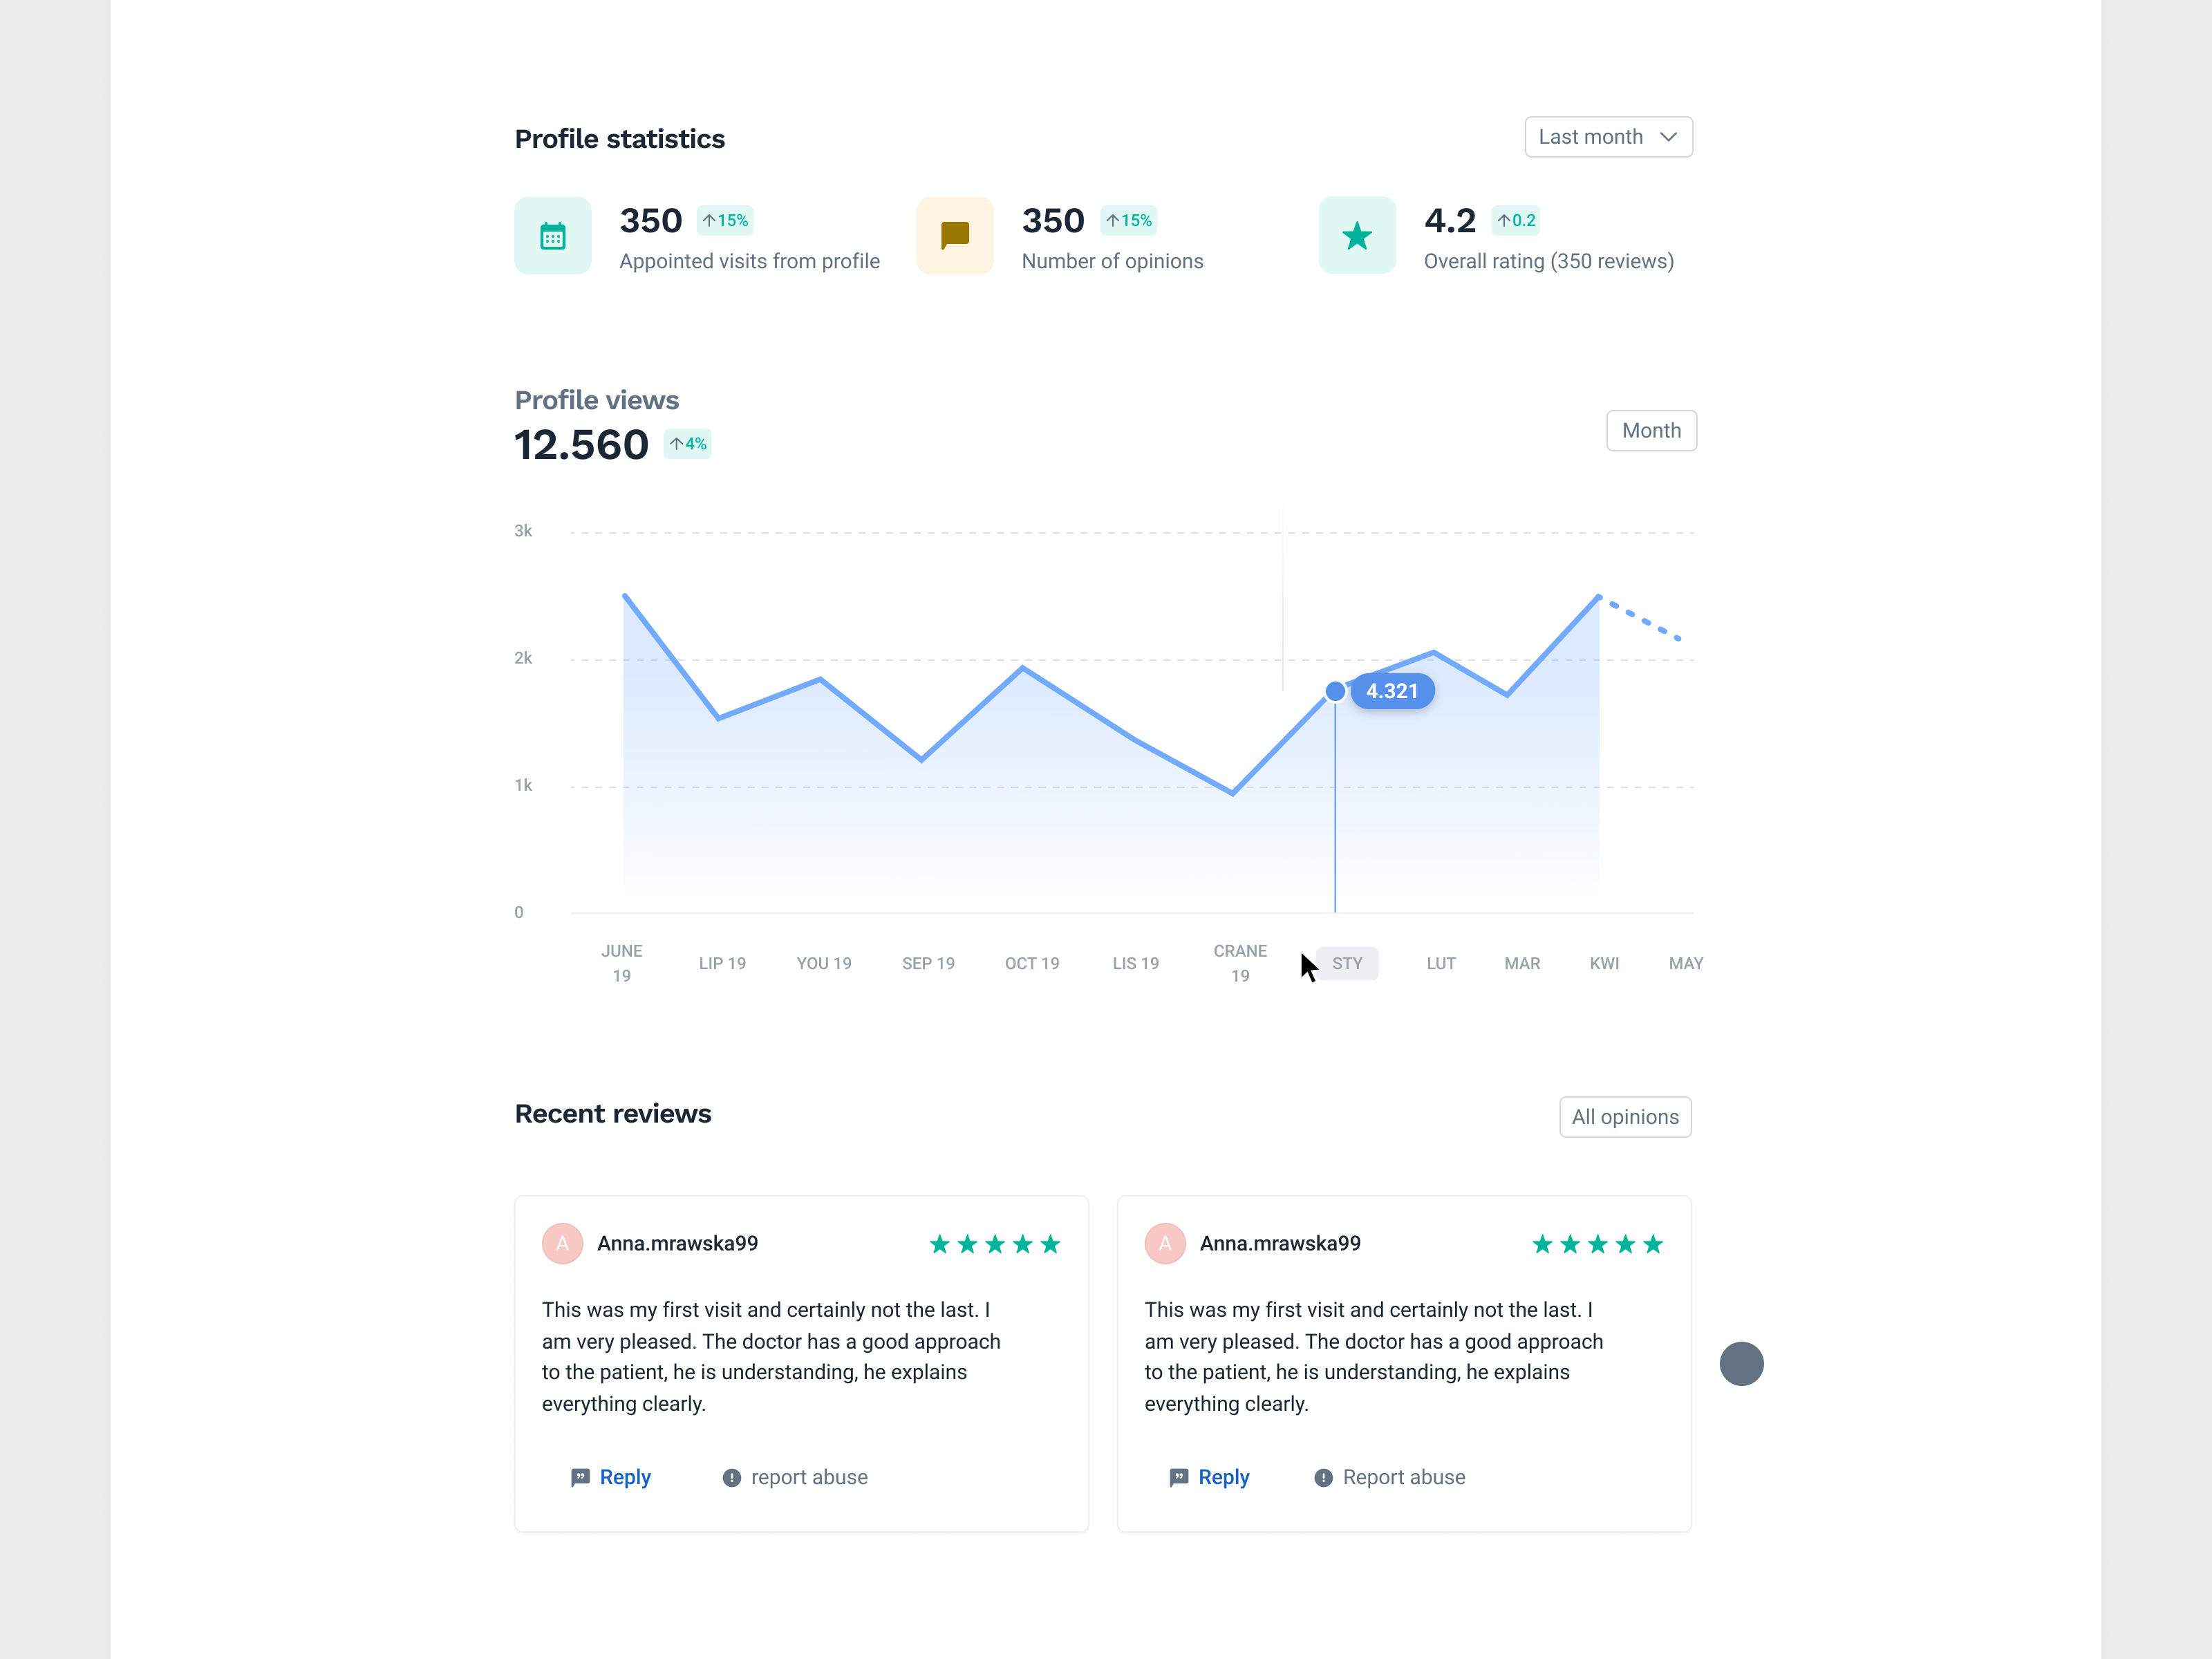 Profile statistics
Last month
350 ↑15%
Appointed visits from profile
350 ↑15%
Number of opinions
4.2 ↑0.2
Overall rating (350 reviews)
Profile views
12.560 ↑4%
Month
3k
2k
4.321
1k
0
JUNE
19
LIP 19
YOU 19
SEP 19
OCT 19
LIS 19
CRANE
19
STY
LUT
MAR
KWI
MAY
Recent reviews
All opinions
A
Anna.mrawska99
This was my first visit and certainly not the last. I
am very pleased. The doctor has a good approach
to the patient, he is understanding, he explains
everything clearly.
Reply
report abuse
A
Anna.mrawska99
This was my first visit and certainly not the last. I
am very pleased. The doctor has a good approach
to the patient, he is understanding, he explains
everything clearly.
Reply
Report abuse